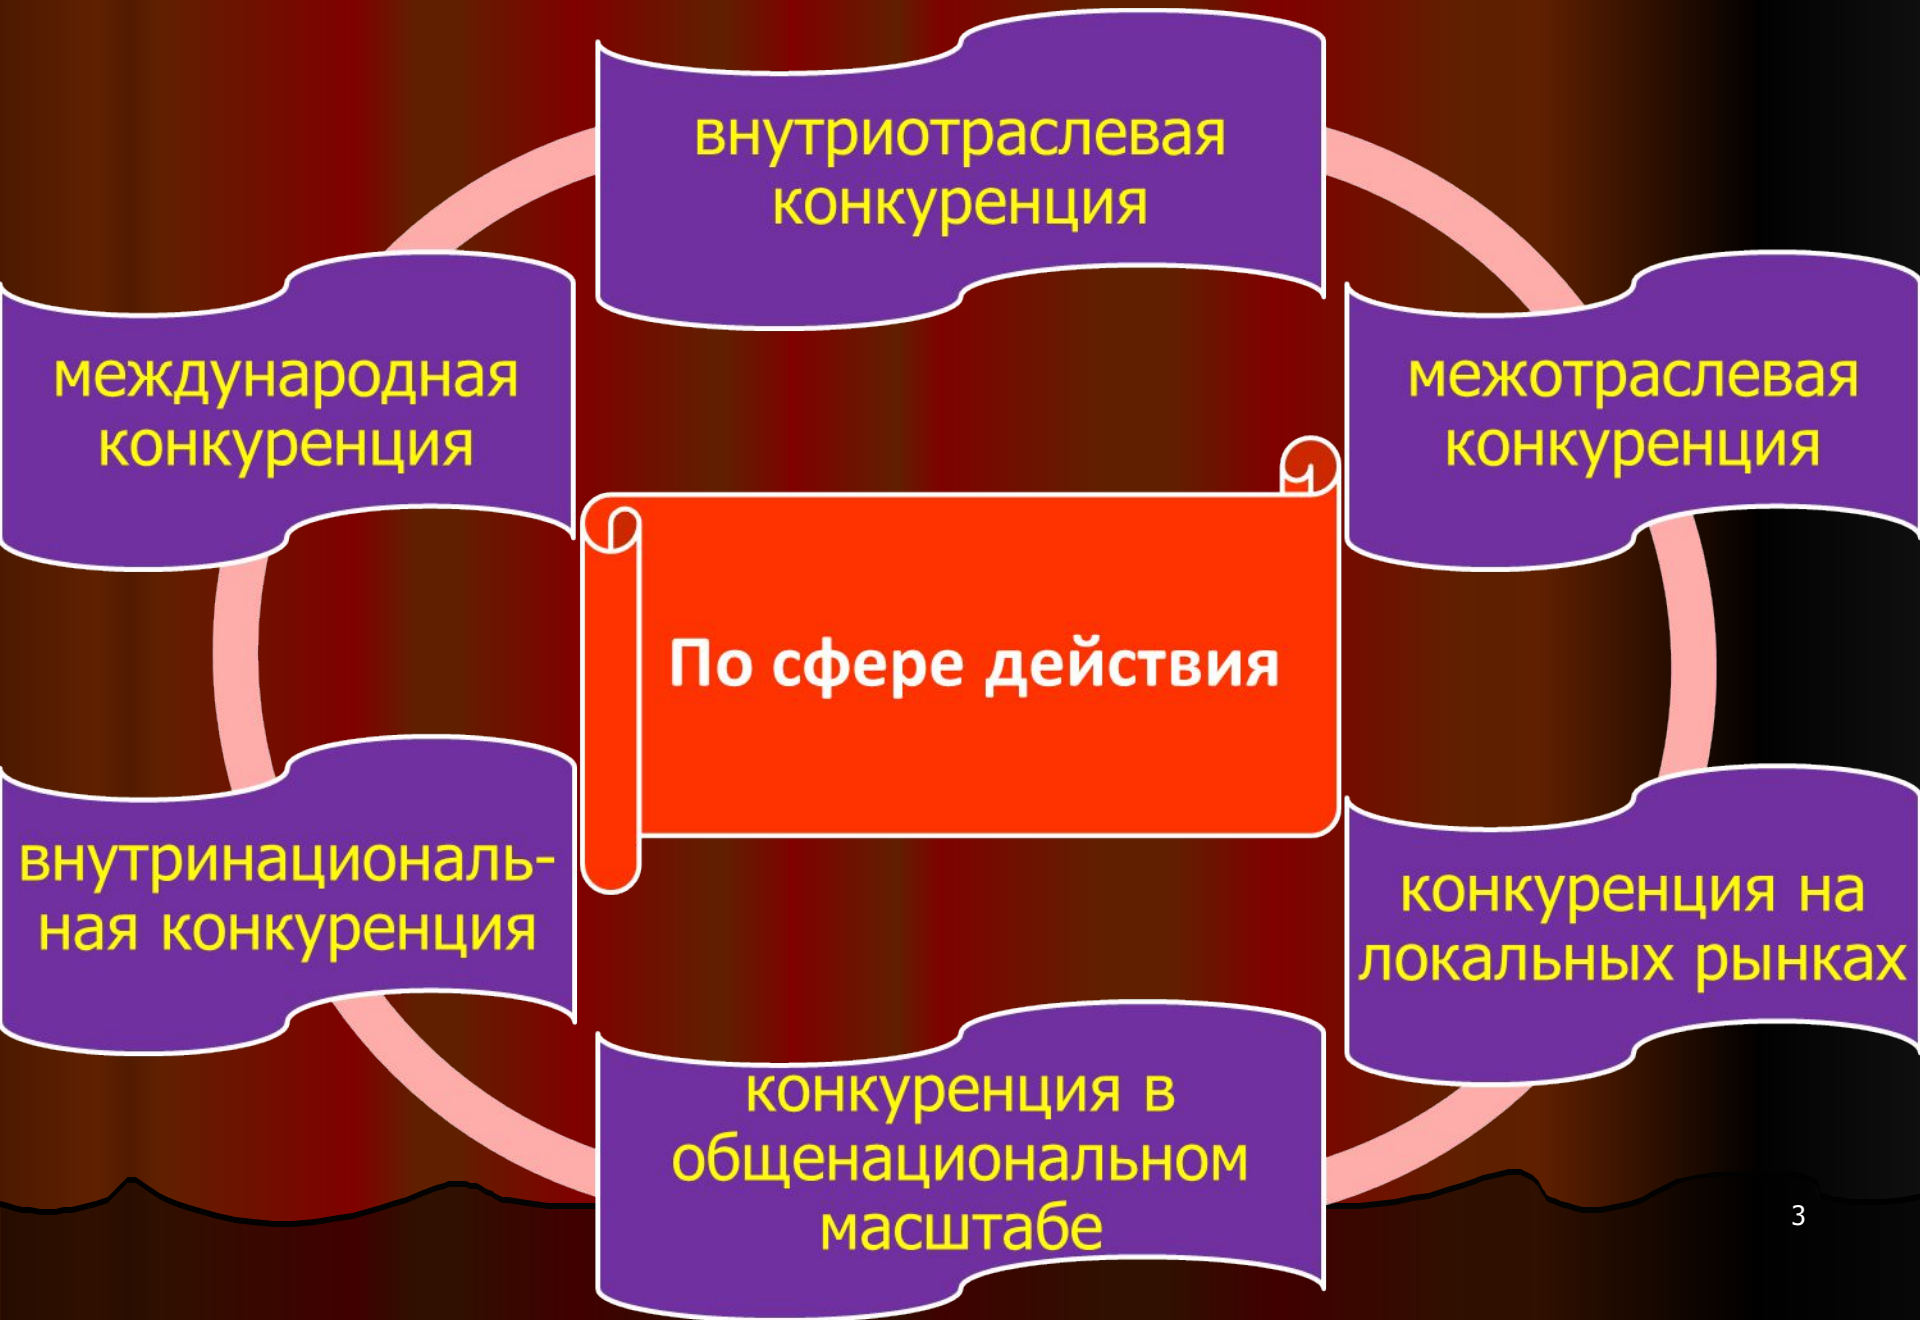 внутриотраслевая
конкуренция
международная
конкуренция
межотраслевая
конкуренция
По сфере действия
внутринациональ-
ная конкуренция
конкуренция на
локальных рынках
конкуренция в
общенациональном
масштабе
3